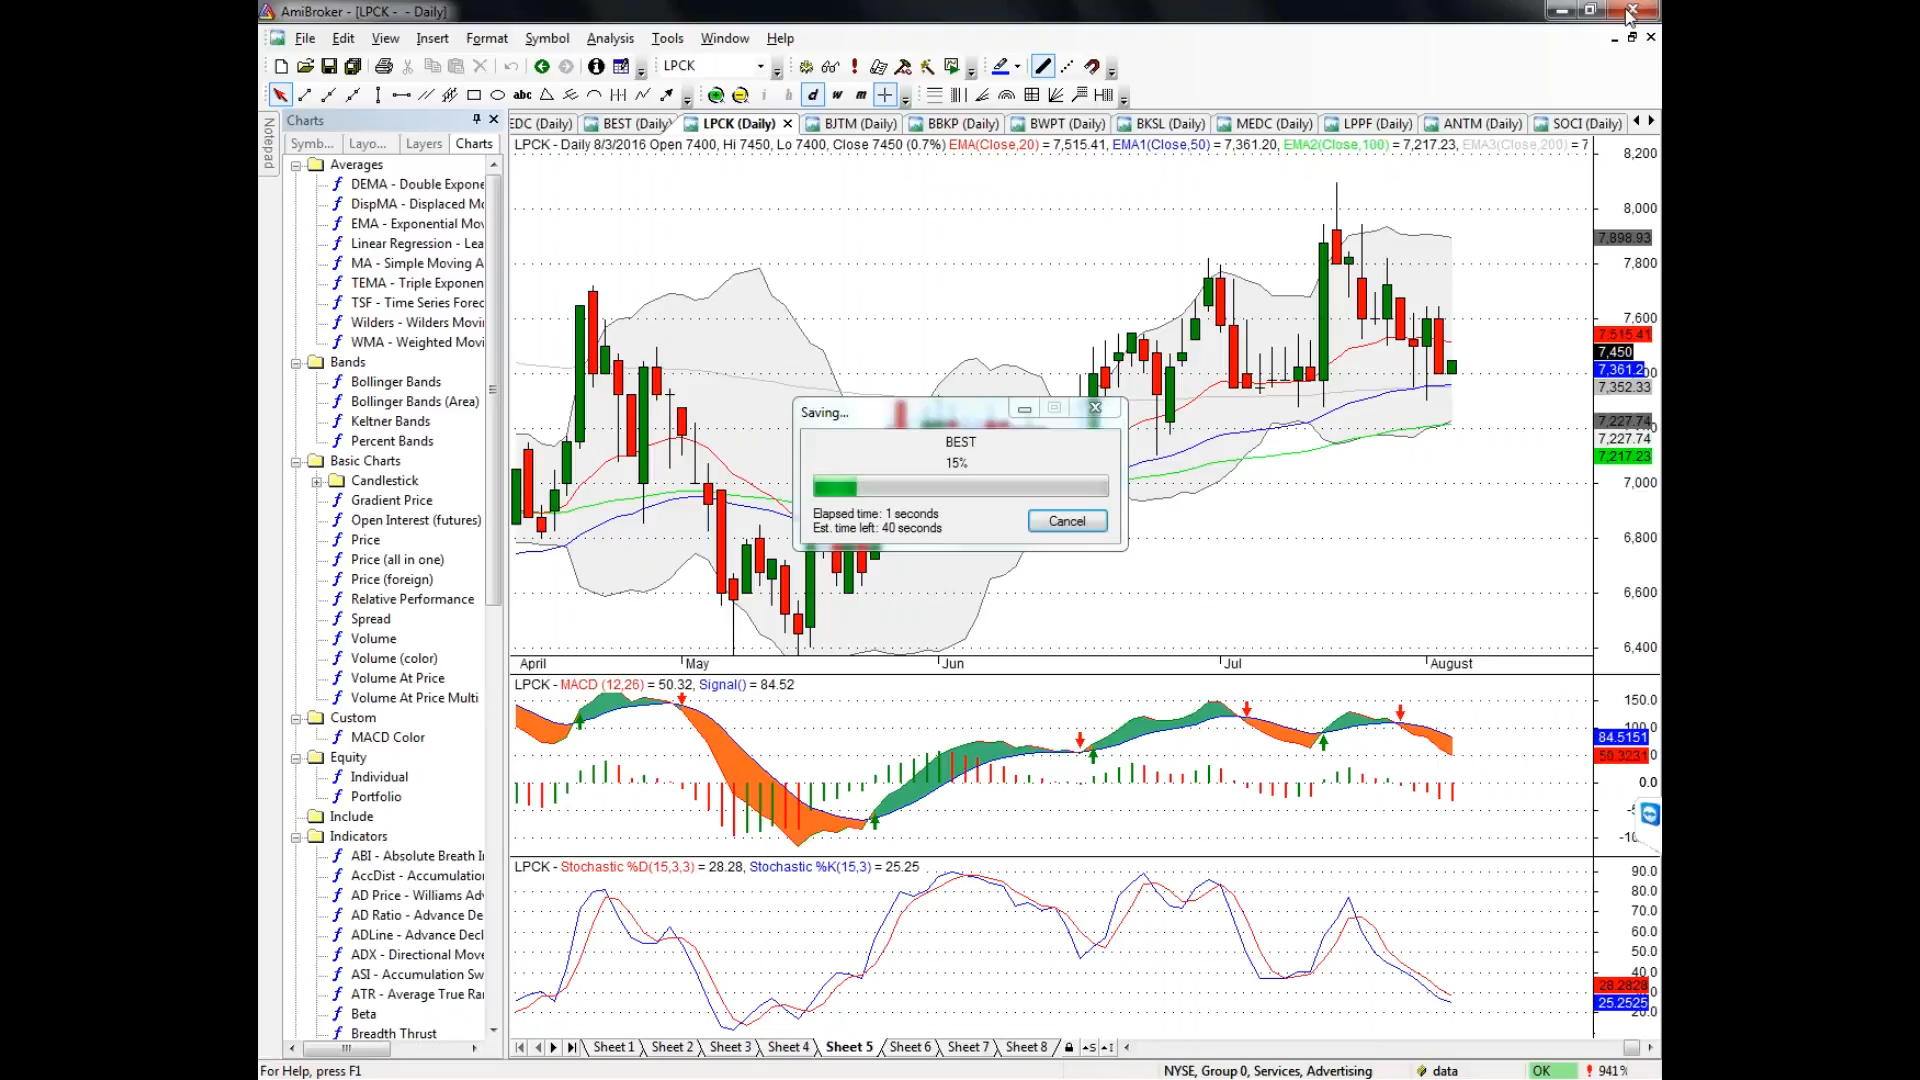 AmiBroker - [LPCK - - Daily]
File Edit View Insert Format Symbol Analysis Tools Window Help
LPCK
abc d w m
Notepad
Charts
Symb... Layo... Layers Charts
EDC (Daily) BEST (Daily) LPCK (Daily) BJTM (Daily) BBKP (Daily) BWPT (Daily) BKSL (Daily) MEDC (Daily) LPPF (Daily) ANTM (Daily) SOCI (Daily)
LPCK - Daily 8/3/2016 Open 7400, Hi 7450, Lo 7400, Close 7450 (0.7%) EMA(Close,20) = 7,515.41, EMA1(Close,50) = 7,361.20, EMA2(Close,100) = 7,217.23, EMA3(Close,200) = 7
Averages
DEMA - Double Expone
DispMA - Displaced Mo
EMA - Exponential Mov
Linear Regression - Lea
MA - Simple Moving A
TEMA - Triple Exponen
TSF - Time Series Forec
Wilders - Wilders Movi
WMA - Weighted Movi
Bands
Bollinger Bands
Bollinger Bands (Area)
Keltner Bands
Percent Bands
Basic Charts
Candlestick
Gradient Price
Open Interest (futures)
Price
Price (all in one)
Price (foreign)
Relative Performance
Spread
Volume
Volume (color)
Volume At Price
Volume At Price Multi
Custom
MACD Color
Equity
Individual
Portfolio
Include
Indicators
ABI - Absolute Breath I
AccDist - Accumulation
AD Price - Williams Adv
AD Ratio - Advance De
ADLine - Advance Decl
ADX - Directional Move
ASI - Accumulation Sw
ATR - Average True Ra
Beta
Breadth Thrust
8,200
8,000
7,898.93
7,800
7,600
7,515.41
7,450
7,361.2
7,352.33
7,227.74
7,227.74
7,217.23
7,000
6,800
6,600
6,400
Saving...
BEST
15%
Elapsed time: 1 seconds
Est. time left: 40 seconds
Cancel
April May Jun Jul August
LPCK - MACD (12,26) = 50.32, Signal() = 84.52
150.0
100.0
84.5151
50.3231
0.0
LPCK - Stochastic %D(15,3,3) = 28.28, Stochastic %K(15,3) = 25.25
90.0
80.0
70.0
60.0
50.0
40.0
28.2828
25.2525
20.0
Sheet 1 Sheet 2 Sheet 3 Sheet 4 Sheet 5 Sheet 6 Sheet 7 Sheet 8
For Help, press F1 NYSE, Group 0, Services, Advertising data OK 941%